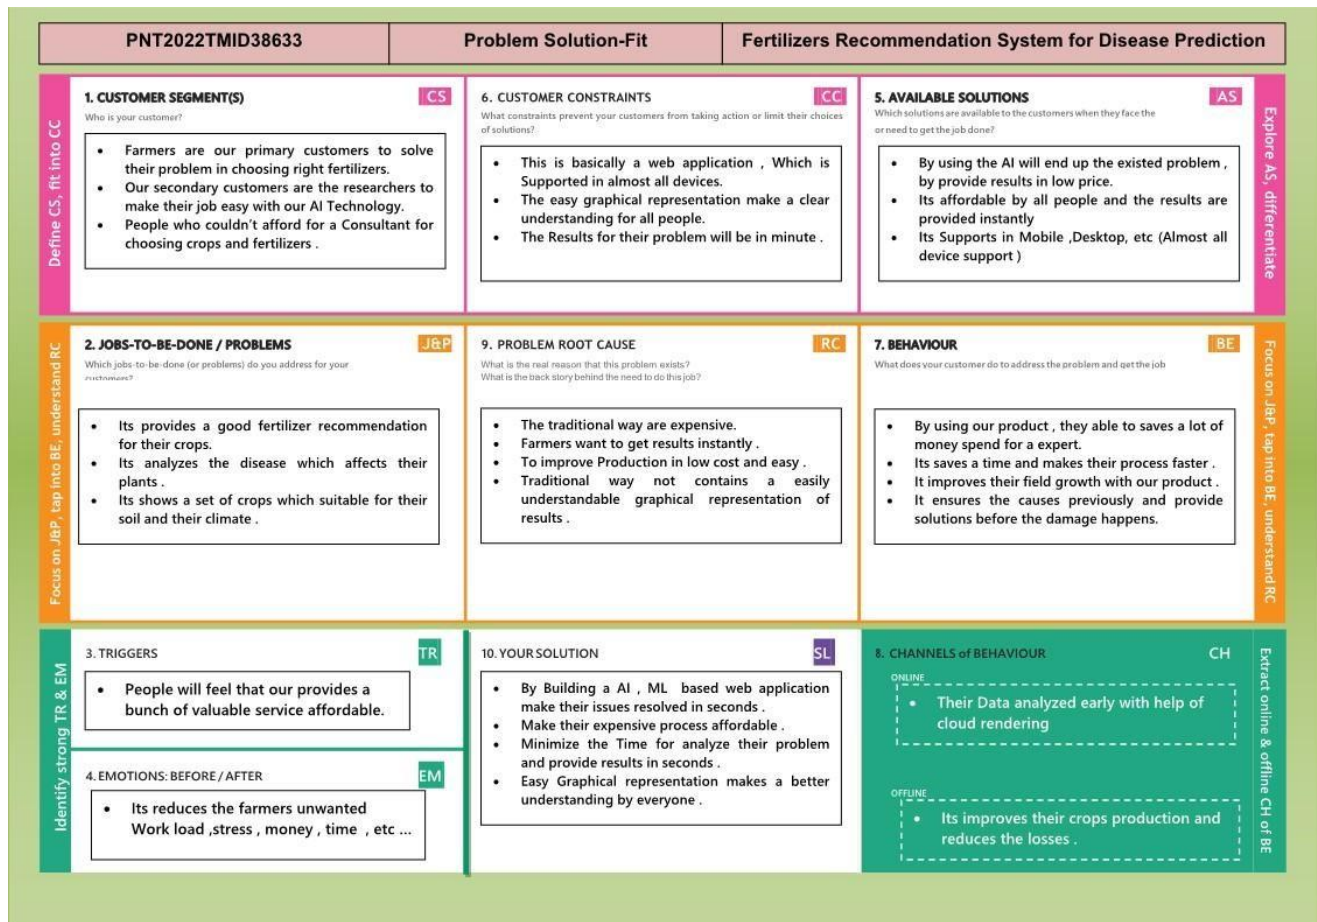 PNT2022TMID38633
Problem Solution-Fit
Fertilizers Recommendation System for Disease Prediction
Define CS, fit into CC
1. CUSTOMER SEGMENT(S)
CS
Who is your customer?
• Farmers are our primary customers to solve
their problem in choosing right fertilizers.
• Our secondary customers are the researchers to
make their job easy with our AI Technology.
• People who couldn't afford for a Consultant for
choosing crops and fertilizers .
6. CUSTOMER CONSTRAINTS
CC
What constraints prevent your customers from taking action or limit their choices
of solutions?
• This is basically a web application , Which is
Supported in almost all devices.
• The easy graphical representation make a clear
understanding for all people.
• The Results for their problem will be in minute .
5. AVAILABLE SOLUTIONS
AS
Which solutions are available to the customers when they face the
or need to get the job done?
• By using the AI will end up the existed problem ,
by provide results in low price.
• Its affordable by all people and the results are
provided instantly
• Its Supports in Mobile ,Desktop, etc (Almost all
device support )
Explore AS, differentiate
Focus on J&P, tap into BE, understand RC
2. JOBS-TO-BE-DONE / PROBLEMS
J&P
Which jobs-to-be-done (or problems) do you address for your
customers?
• Its provides a good fertilizer recommendation
for their crops.
• Its analyzes the disease which affects their
plants .
• Its shows a set of crops which suitable for their
soil and their climate .
9. PROBLEM ROOT CAUSE
RC
What is the real reason that this problem exists?
What is the back story behind the need to do this job?
• The traditional way are expensive.
• Farmers want to get results instantly .
• To improve Production in low cost and easy .
• Traditional way not contains a easily
understandable graphical representation of
results .
7. BEHAVIOUR
BE
What does your customer do to address the problem and get the job
• By using our product , they able to saves a lot of
money spend for a expert.
• Its saves a time and makes their process faster .
• It improves their field growth with our product .
• It ensures the causes previously and provide
solutions before the damage happens.
Focus on J&P, tap into BE, understand RC
Identify strong TR & EM
3. TRIGGERS
TR
• People will feel that our provides a
bunch of valuable service affordable.
4. EMOTIONS: BEFORE / AFTER
EM
• Its reduces the farmers unwanted
Work load ,stress , money , time , etc ...
10. YOUR SOLUTION
SL
• By Building a AI , ML based web application
make their issues resolved in seconds .
• Make their expensive process affordable .
• Minimize the Time for analyze their problem
and provide results in seconds .
• Easy Graphical representation makes a better
understanding by everyone .
8. CHANNELS of BEHAVIOUR
CH
ONLINE
• Their Data analyzed early with help of
cloud rendering
OFFLINE
• Its improves their crops production and
reduces the losses .
Extract online & offline CH of BE